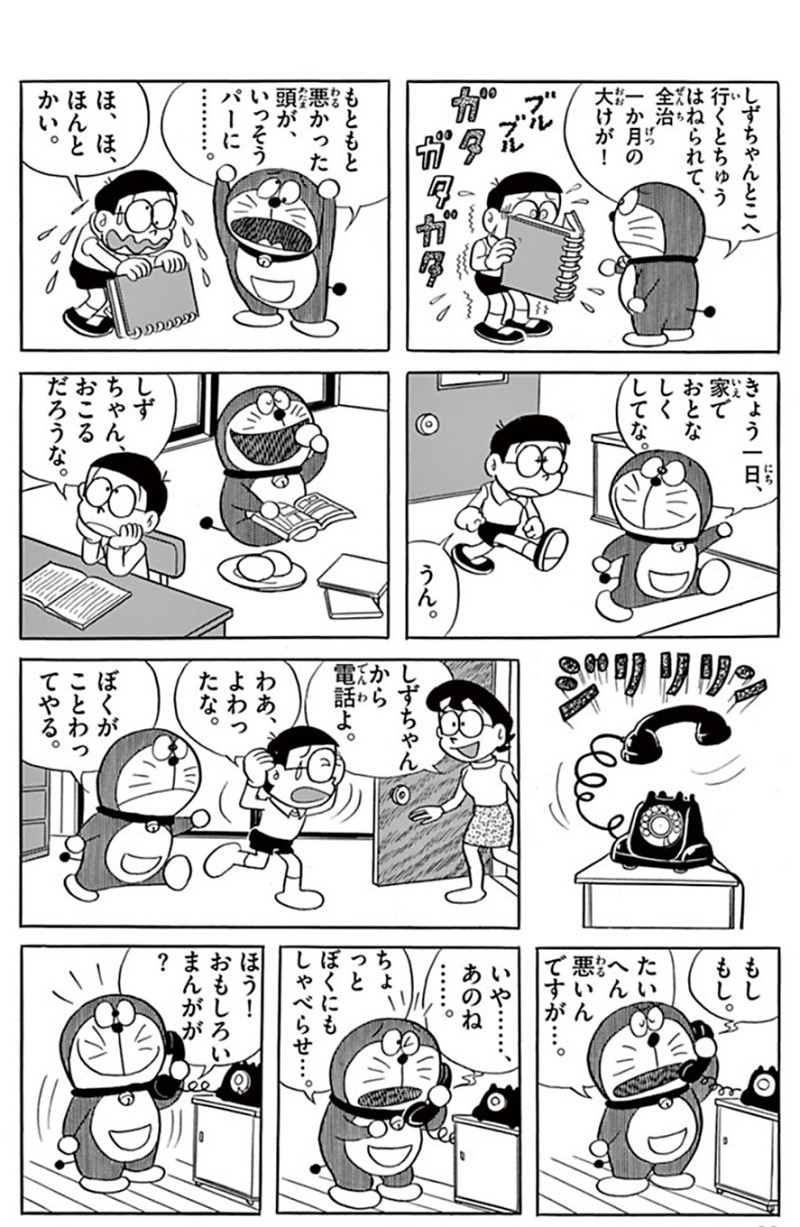 しずちゃんとこへ
行くとちゅう
はねられて、
全治
一か月の
大けが！
ブル
ブル
ガタ
ガタガタ
もともと
悪かった
頭が、
いっそう
パーに
………。
ほ、ほ、
ほんと
かい。
きょう一日、
家で
おとな
しく
してな。
うん。
しず
ちゃん、
おこる
だろうな。
ジリリリン
しずちゃん
から
電話よ。
わあ、
よわっ
たな。
ぼくが
ことわっ
てやる。
もし
もし。
たい
へん
悪いん
ですが…。
いや……、
あのね
……。
ちょ
っと
ぼくにも
しゃべらせ…。
ほう！
おもしろい
まんがが
？